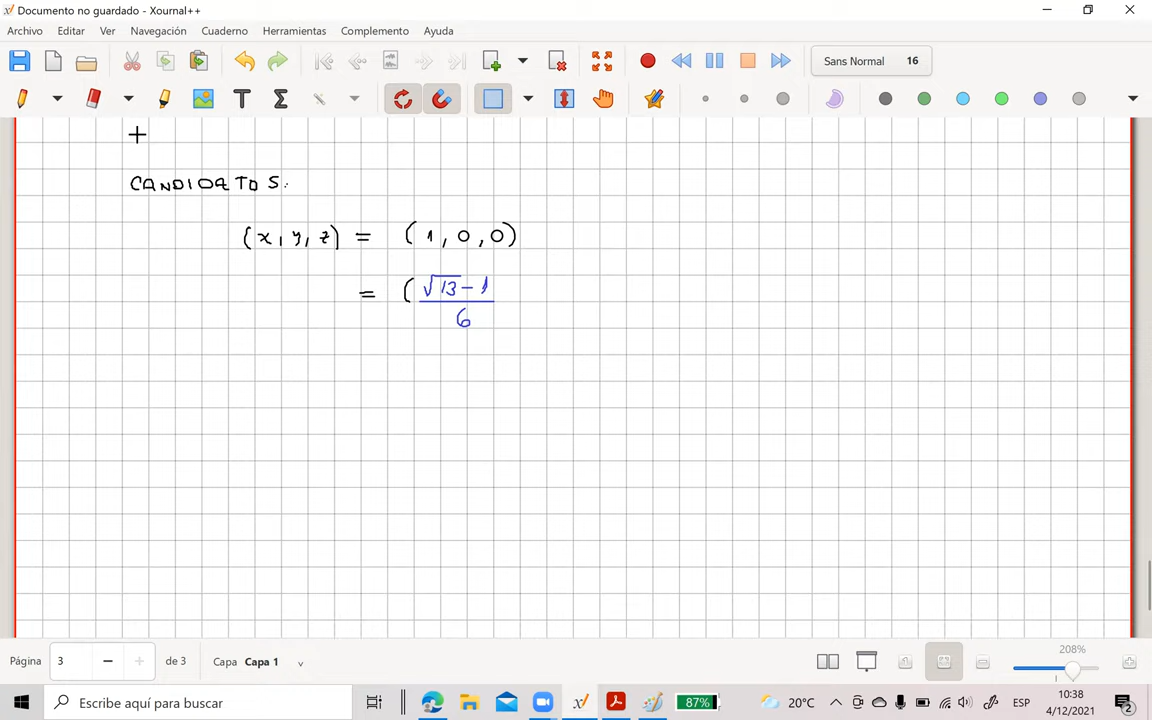 Documento no guardado - Xournal++
Archivo Editar Ver Navegación Cuaderno Herramientas Complemento Ayuda
Sans Normal 16
+
CANDIDATOS:
(x, y, z) = (1, 0, 0)
= ( √13 - 1
6
208%
Página 3 de 3 Capa Capa 1
Escribe aquí para buscar
87%
20°C
ESP
10:38
4/12/2021
2